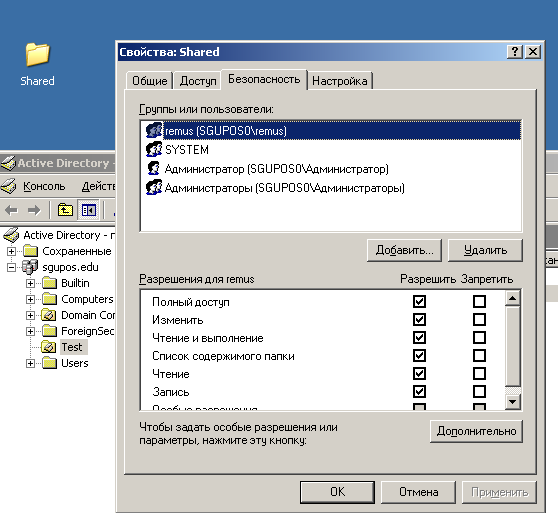 Shared
Свойства: Shared
Общие Доступ Безопасность Настройка
Группы или пользователи:
remus (SGUPOS0\remus)
SYSTEM
Администратор (SGUPOS0\Администратор)
Администраторы (SGUPOS0\Администраторы)
Добавить... Удалить
Разрешения для remus Разрешить Запретить
Полный доступ
Изменить
Чтение и выполнение
Список содержимого папки
Чтение
Запись
Особые разрешения
Чтобы задать особые разрешения или
параметры, нажмите эту кнопку:
Дополнительно
OK Отмена Применить
Active Directory -
Консоль Дейст
Active Directory - п
Сохраненные
sgupos.edu
Builtin
Computers
Domain Con
ForeignSec
Test
Users